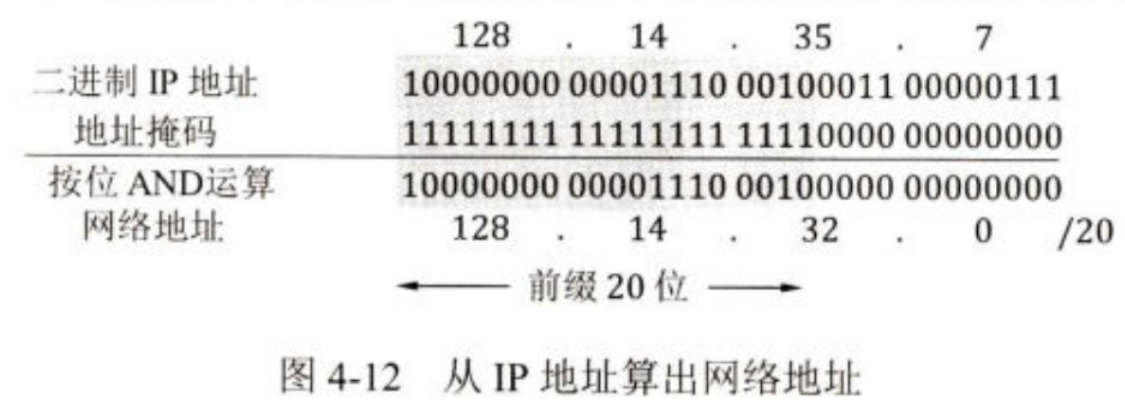 128 . 14 . 35 . 7
二进制 IP 地址 10000000 00001110 00100011 00000111
地址掩码 11111111 11111111 11110000 00000000
按位 AND运算 10000000 00001110 00100000 00000000
网络地址 128 . 14 . 32 . 0 /20
前缀 20 位
图 4-12 从 IP 地址算出网络地址